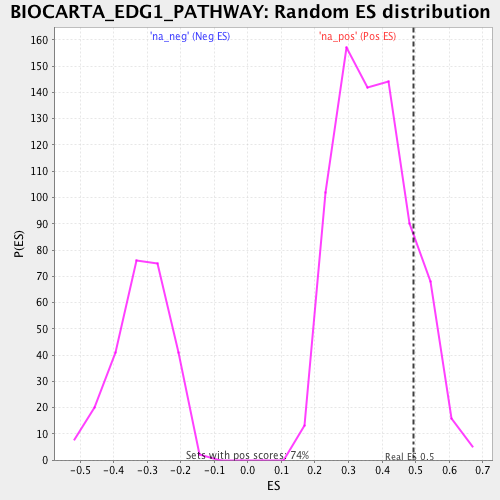 BIOCARTA_EDG1_PATHWAY: Random ES distribution
'na_neg' (Neg ES) 'na_pos' (Pos ES)
160
150
140
130
120
110
100
90
80
70
60
50
40
30
20
10
0
P(ES)
Sets with pos scores: 74%
Real ES 0.5
-0.5 -0.4 -0.3 -0.2 -0.1 0.0 0.1 0.2 0.3 0.4 0.5 0.6 0.7
ES